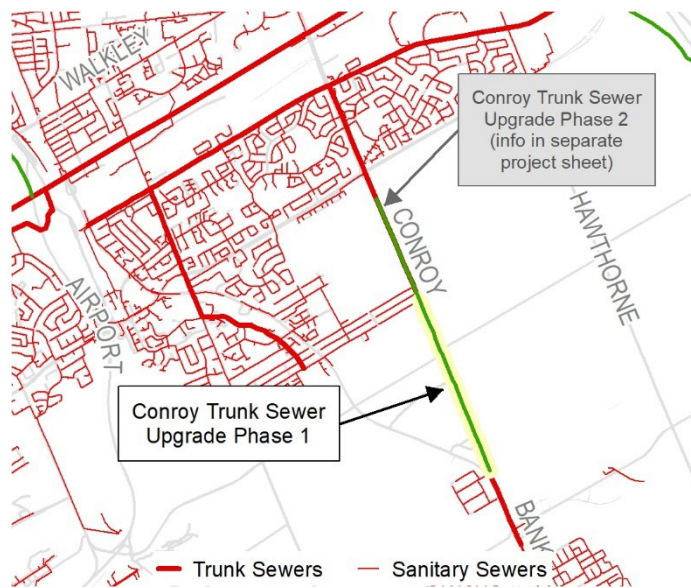 WALKLEY
Conroy Trunk Sewer
Upgrade Phase 2
(info in separate
project sheet)
CONROY
HAWTHORNE
AIRPORT
Conroy Trunk Sewer
Upgrade Phase 1
BANK
Trunk Sewers
Sanitary Sewers